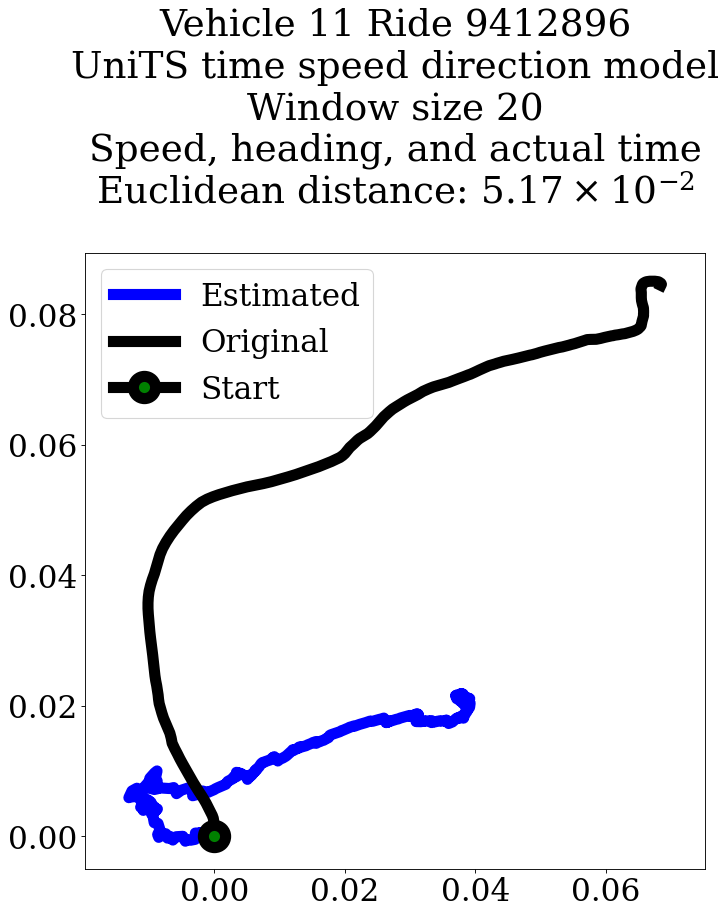 Vehicle 11 Ride 9412896
UniTS time speed direction model
Window size 20
Speed, heading, and actual time
Euclidean distance: 5.17 × 10⁻²
Estimated
Original
Start
0.08
0.06
0.04
0.02
0.00
0.00 0.02 0.04 0.06